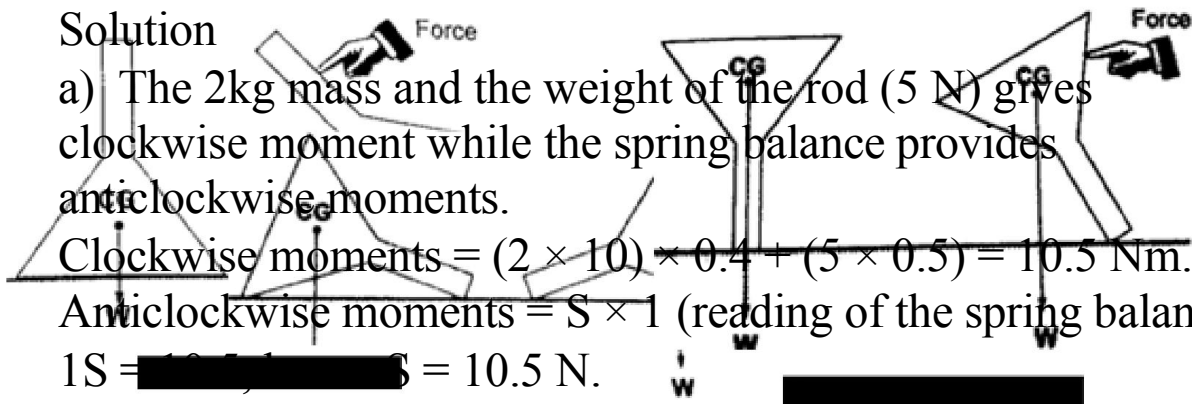 Solution
Force
Force
a) The 2kg mass and the weight of the rod (5 N) gives
CG
CG
clockwise moment while the spring balance provides
anticlockwise moments.
CG
CG
Clockwise moments = (2 × 10) × 0.4 + (5 × 0.5) = 10.5 Nm.
Anticlockwise moments = S × 1 (reading of the spring balan
W
W
W
1S = S = 10.5 N.
W